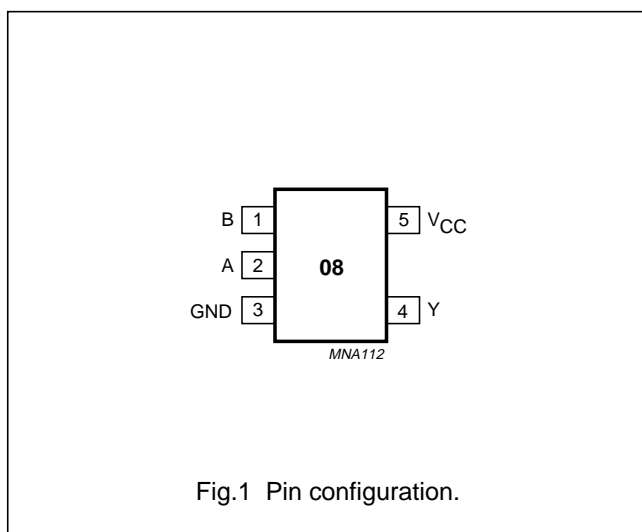 B 1 5 VCC
A 2 08
GND 3 4 Y
MNA112
Fig.1 Pin configuration.